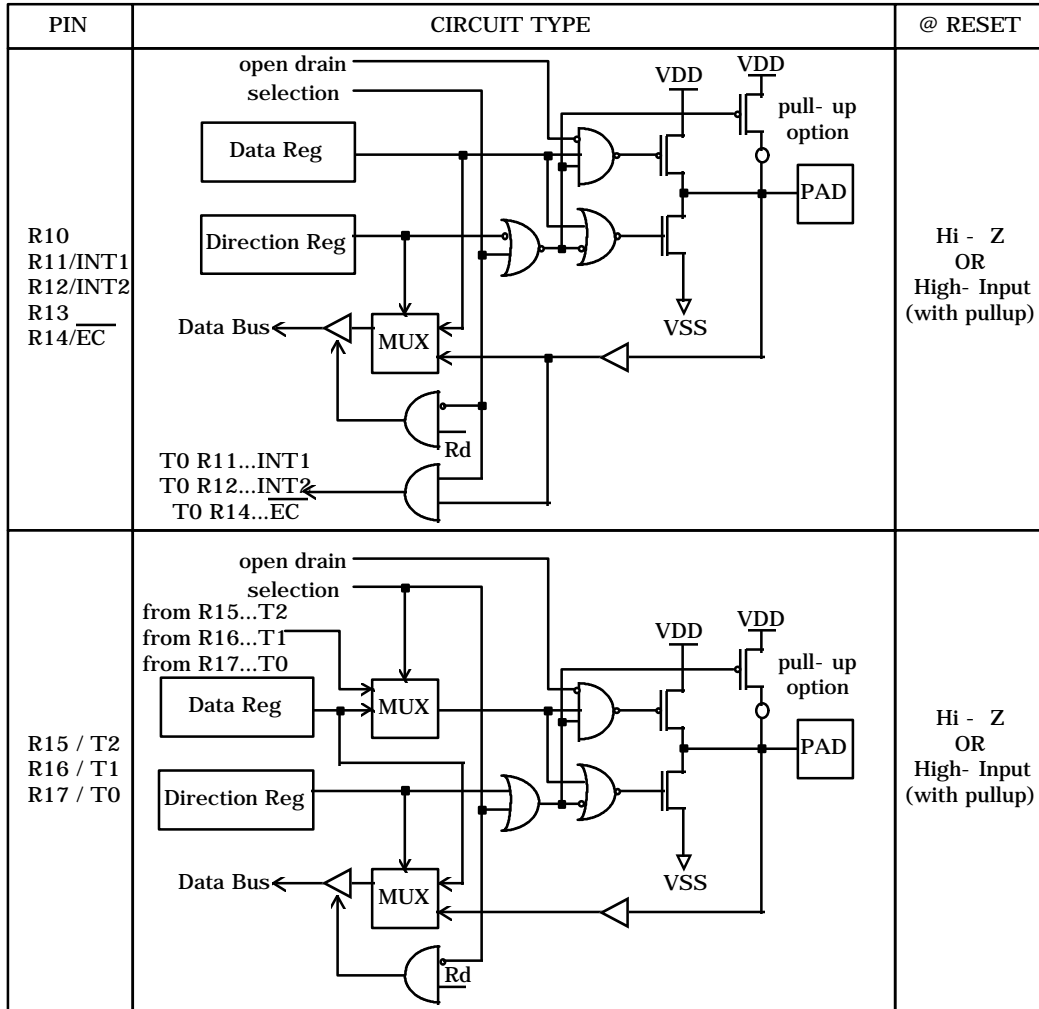 PIN
CIRCUIT TYPE
@ RESET
R10
R11/INT1
R12/INT2
R13
R14/EC
open drain
selection
VDD
VDD
pull- up
option
Data Reg
PAD
Direction Reg
VSS
Data Bus
MUX
Rd
T0 R11...INT1
T0 R12...INT2
T0 R14...EC
Hi - Z
OR
High- Input
(with pullup)
R15 / T2
R16 / T1
R17 / T0
open drain
selection
from R15...T2
from R16...T1
from R17...T0
VDD
VDD
pull- up
option
Data Reg
MUX
PAD
Direction Reg
VSS
Data Bus
MUX
Rd
Hi - Z
OR
High- Input
(with pullup)